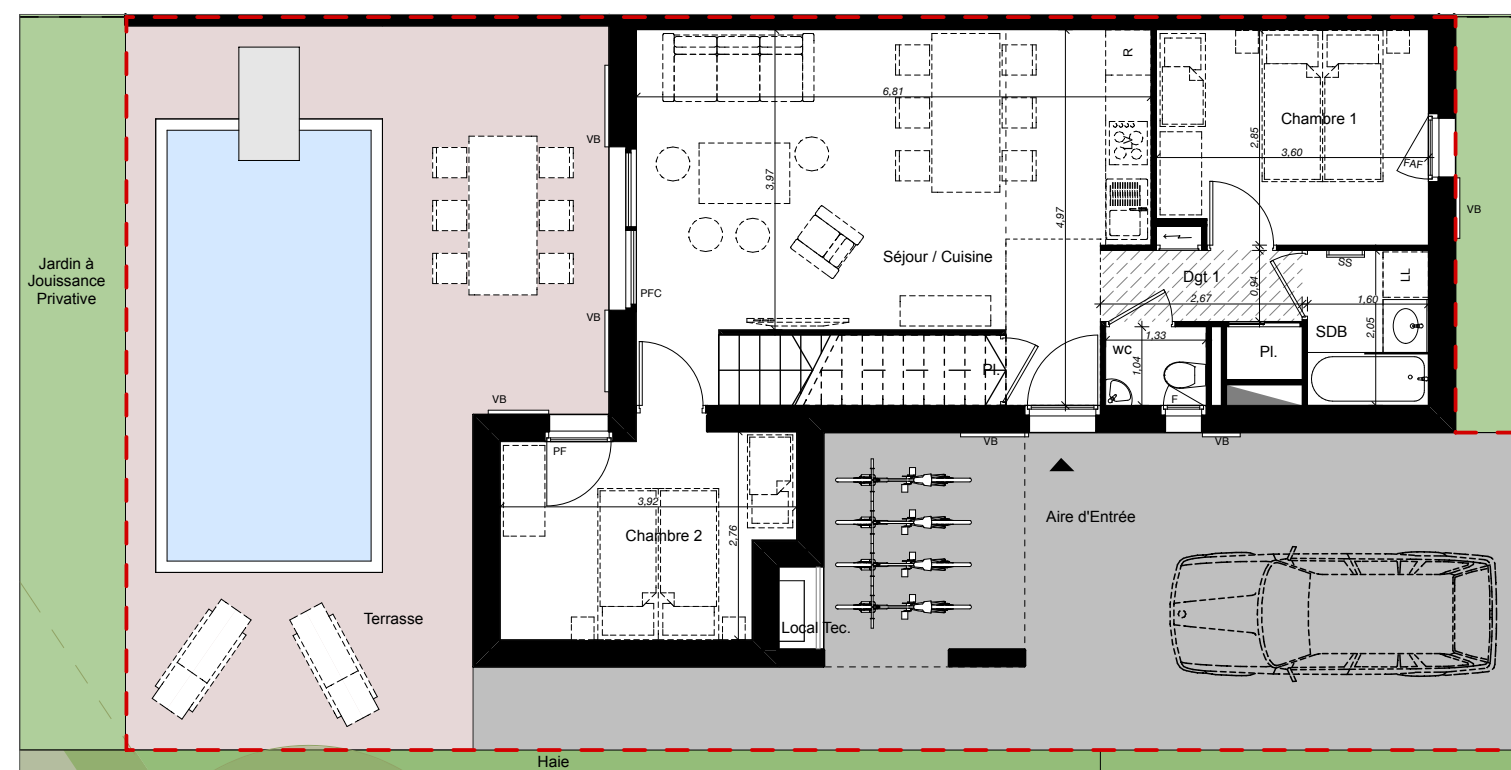 R
6,81
LV
Chambre 1
2,85
3,60
FAF
VB
VB
3,97
4,97
Jardin à
Jouissance
Privative
Séjour / Cuisine
PFC
Dgt 1
2,67
0,94
SS
LL
1,60
2,05
SDB
VB
WC
1,33
1,04
Pl.
Pl.
F
VB
VB
VB
PF
3,92
2,76
Chambre 2
Aire d'Entrée
Terrasse
Local Tec.
Haie